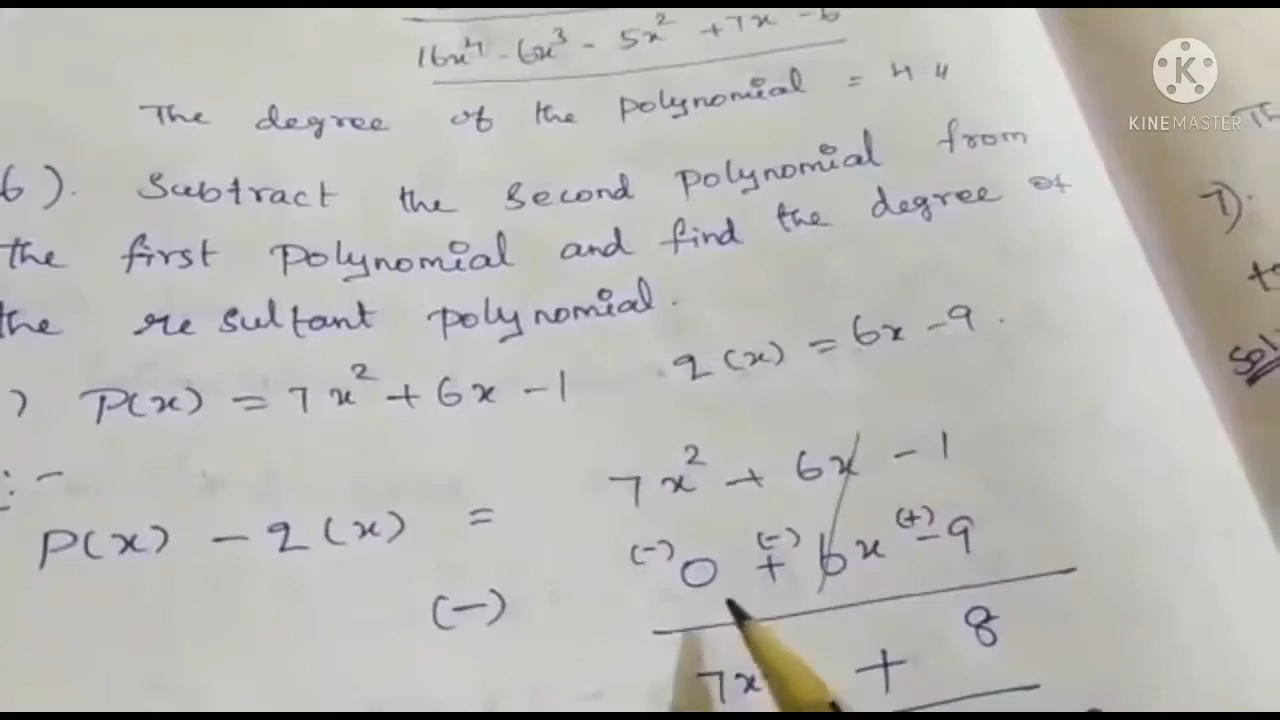 16x⁴ - 6x³ - 5x² + 7x - 6
The degree of the polynomial = 4
6). Subtract the second polynomial from
the first polynomial and find the degree of
the resultant polynomial.
) P(x) = 7x² + 6x - 1 q(x) = 6x - 9.
P(x) - q(x) = 7x² + 6x - 1
(-) (-)0 (-)+ 6x (+)- 9
7x + 8
7).
K
KINEMASTER